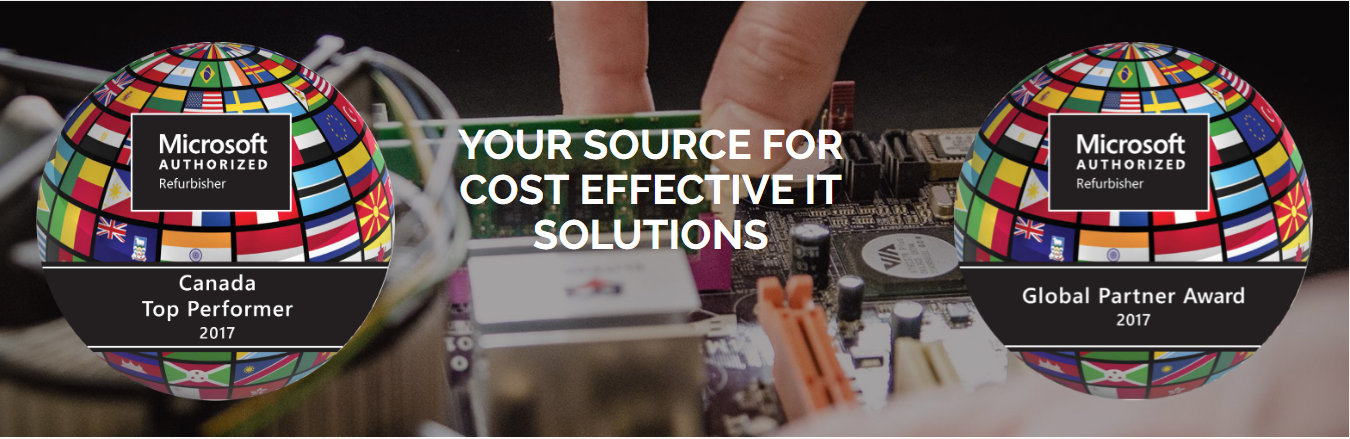 Microsoft
AUTHORIZED
Refurbisher
Canada
Top Performer
2017
YOUR SOURCE FOR
COST EFFECTIVE IT
SOLUTIONS
VIA
Microsoft
AUTHORIZED
Refurbisher
Global Partner Award
2017